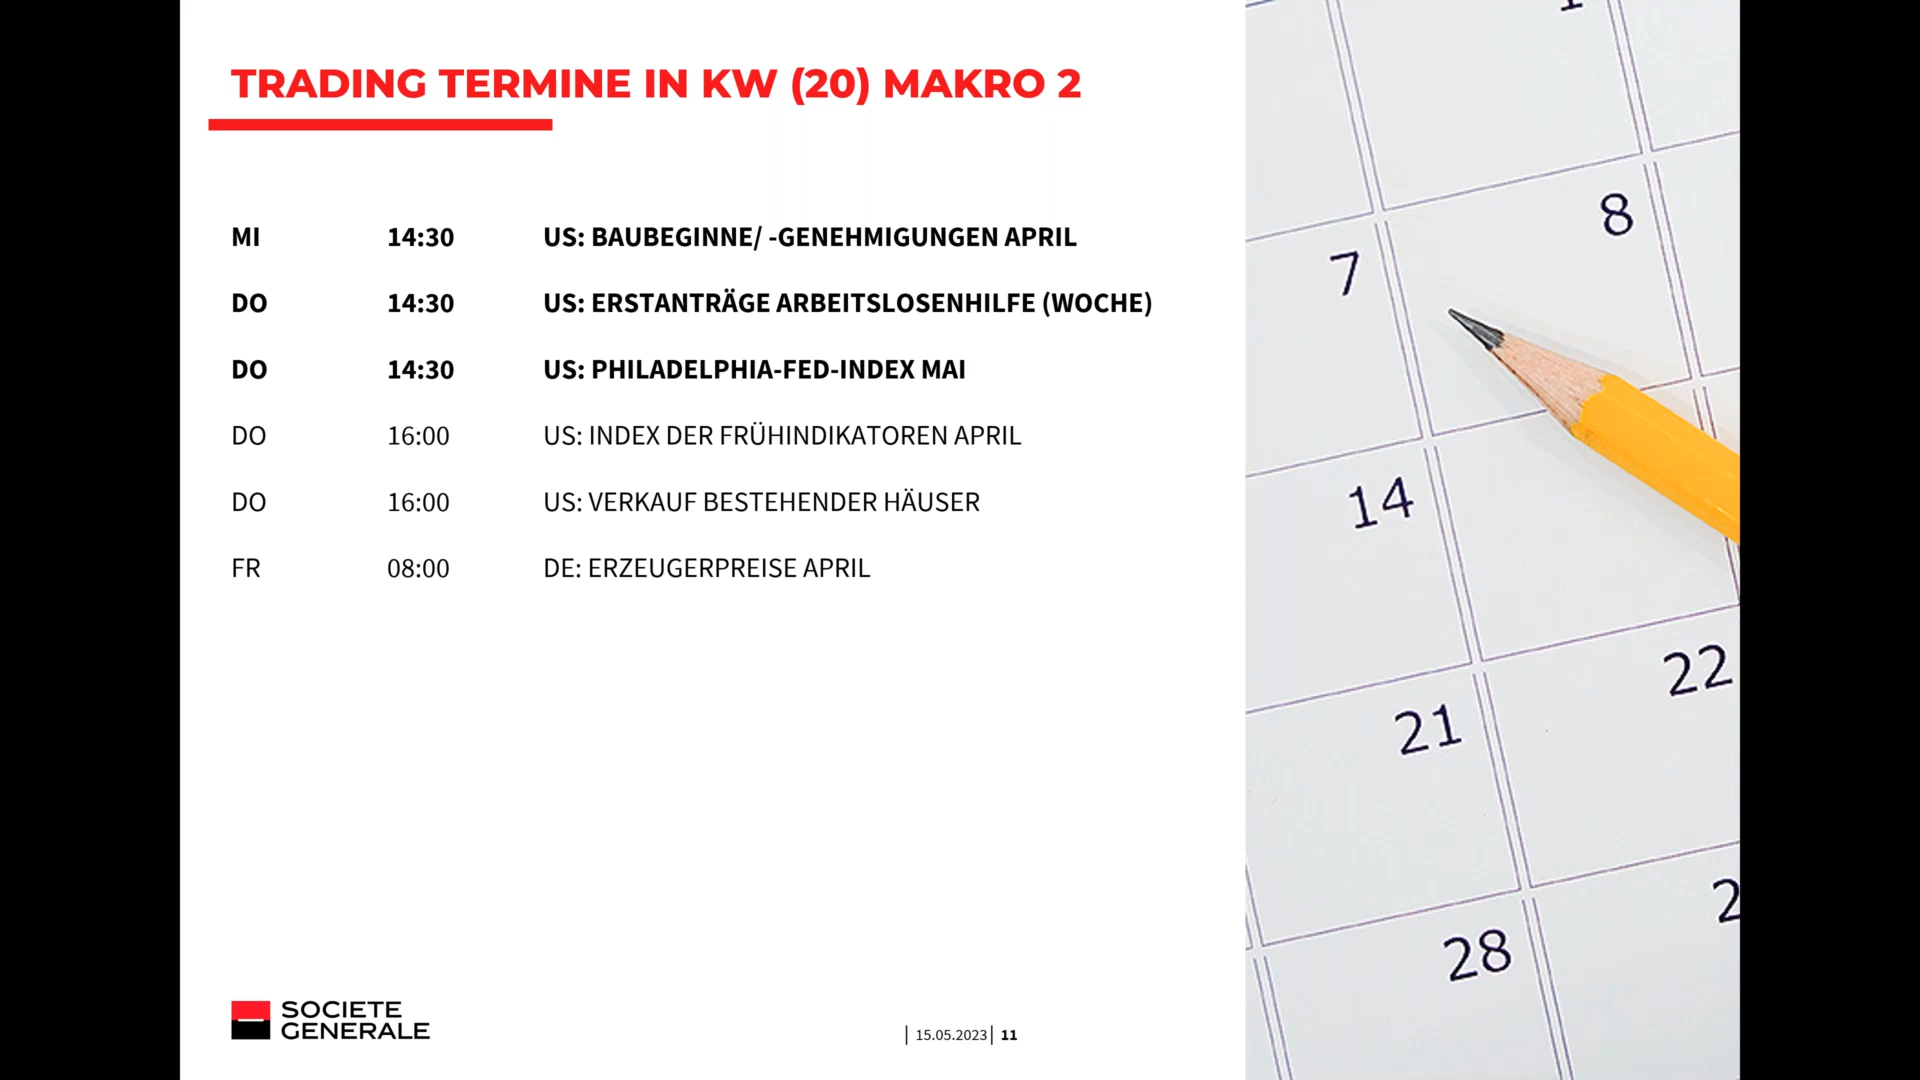 TRADING TERMINE IN KW (20) MAKRO 2
MI 14:30 US: BAUBEGINNE/ -GENEHMIGUNGEN APRIL
DO 14:30 US: ERSTANTRÄGE ARBEITSLOSENHILFE (WOCHE)
DO 14:30 US: PHILADELPHIA-FED-INDEX MAI
DO 16:00 US: INDEX DER FRÜHINDIKATOREN APRIL
DO 16:00 US: VERKAUF BESTEHENDER HÄUSER
FR 08:00 DE: ERZEUGERPREISE APRIL
SOCIETE
GENERALE
| 15.05.2023 | 11
7 8
14
21 22
28